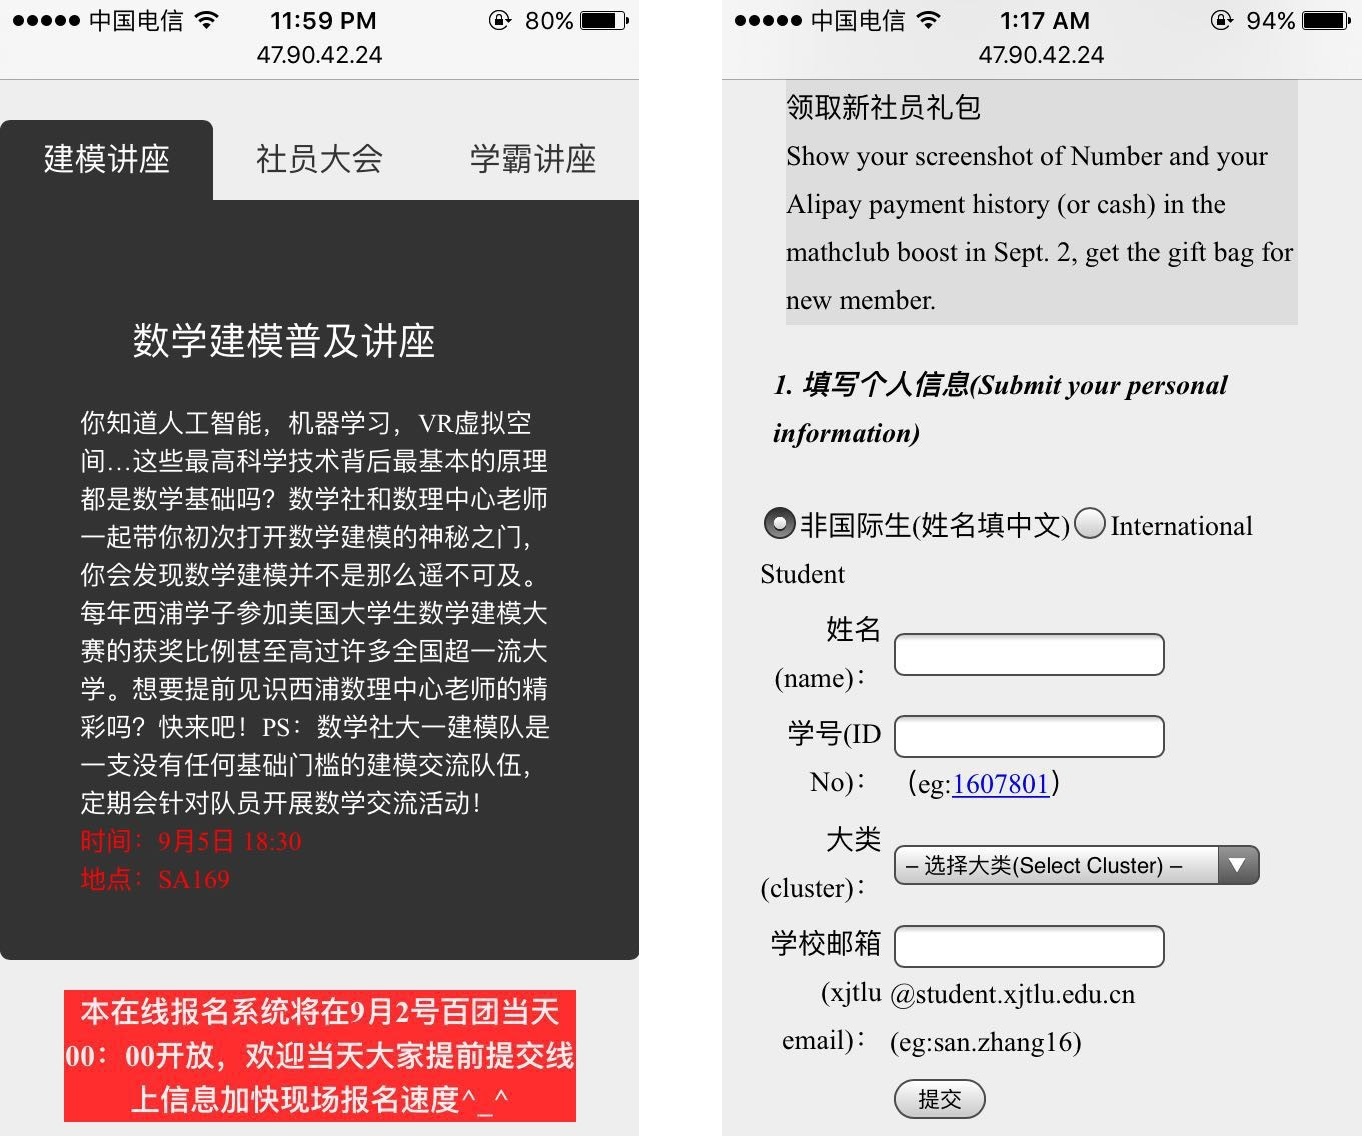 中国电信 11:59 PM 80%
47.90.42.24
建模讲座 社员大会 学霸讲座
数学建模普及讲座
你知道人工智能，机器学习，VR虚拟空
间…这些最高科学技术背后最基本的原理
都是数学基础吗？数学社和数理中心老师
一起带你初次打开数学建模的神秘之门，
你会发现数学建模并不是那么遥不可及。
每年西浦学子参加美国大学生数学建模大
赛的获奖比例甚至高过许多全国超一流大
学。想要提前见识西浦数理中心老师的精
彩吗？快来吧！PS：数学社大一建模队是
一支没有任何基础门槛的建模交流队伍，
定期会针对队员开展数学交流活动！
时间：9月5日 18:30
地点：SA169
本在线报名系统将在9月2号百团当天
00：00开放，欢迎当天大家提前提交线
上信息加快现场报名速度^_^
中国电信 1:17 AM 94%
47.90.42.24
领取新社员礼包
Show your screenshot of Number and your
Alipay payment history (or cash) in the
mathclub boost in Sept. 2, get the gift bag for
new member.
1. 填写个人信息(Submit your personal
information)
非国际生(姓名填中文) International
Student
姓名
(name)：
学号(ID
No)： （eg:1607801）
大类
(cluster)： – 选择大类(Select Cluster) –
学校邮箱
(xjtlu @student.xjtlu.edu.cn
email)： (eg:san.zhang16)
提交